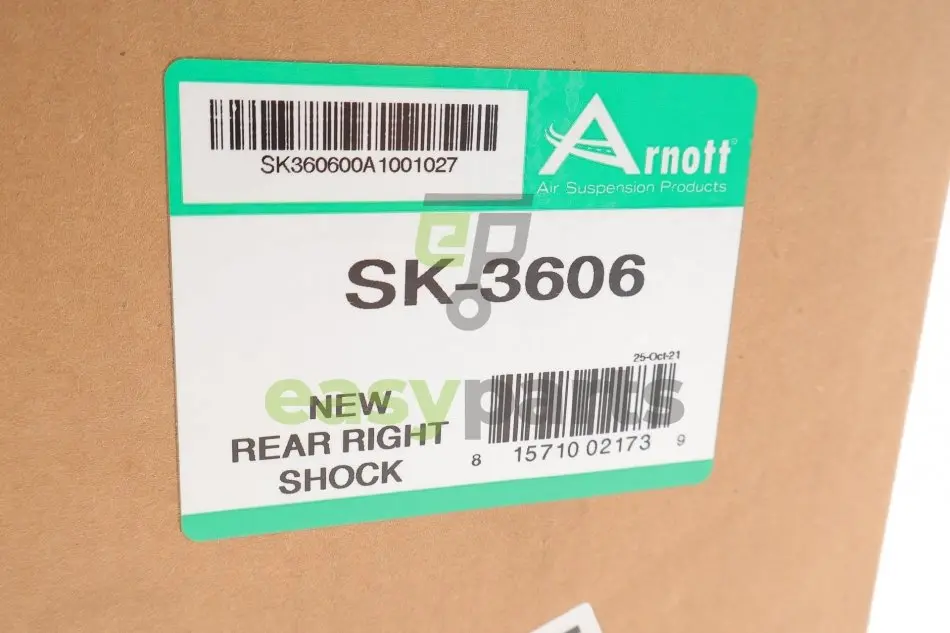 SK360600A1001027
Arnott
Air Suspension Products
SK-3606
25-Oct-21
NEW
REAR RIGHT
SHOCK
8 15710 02173 9
ep
easyparts